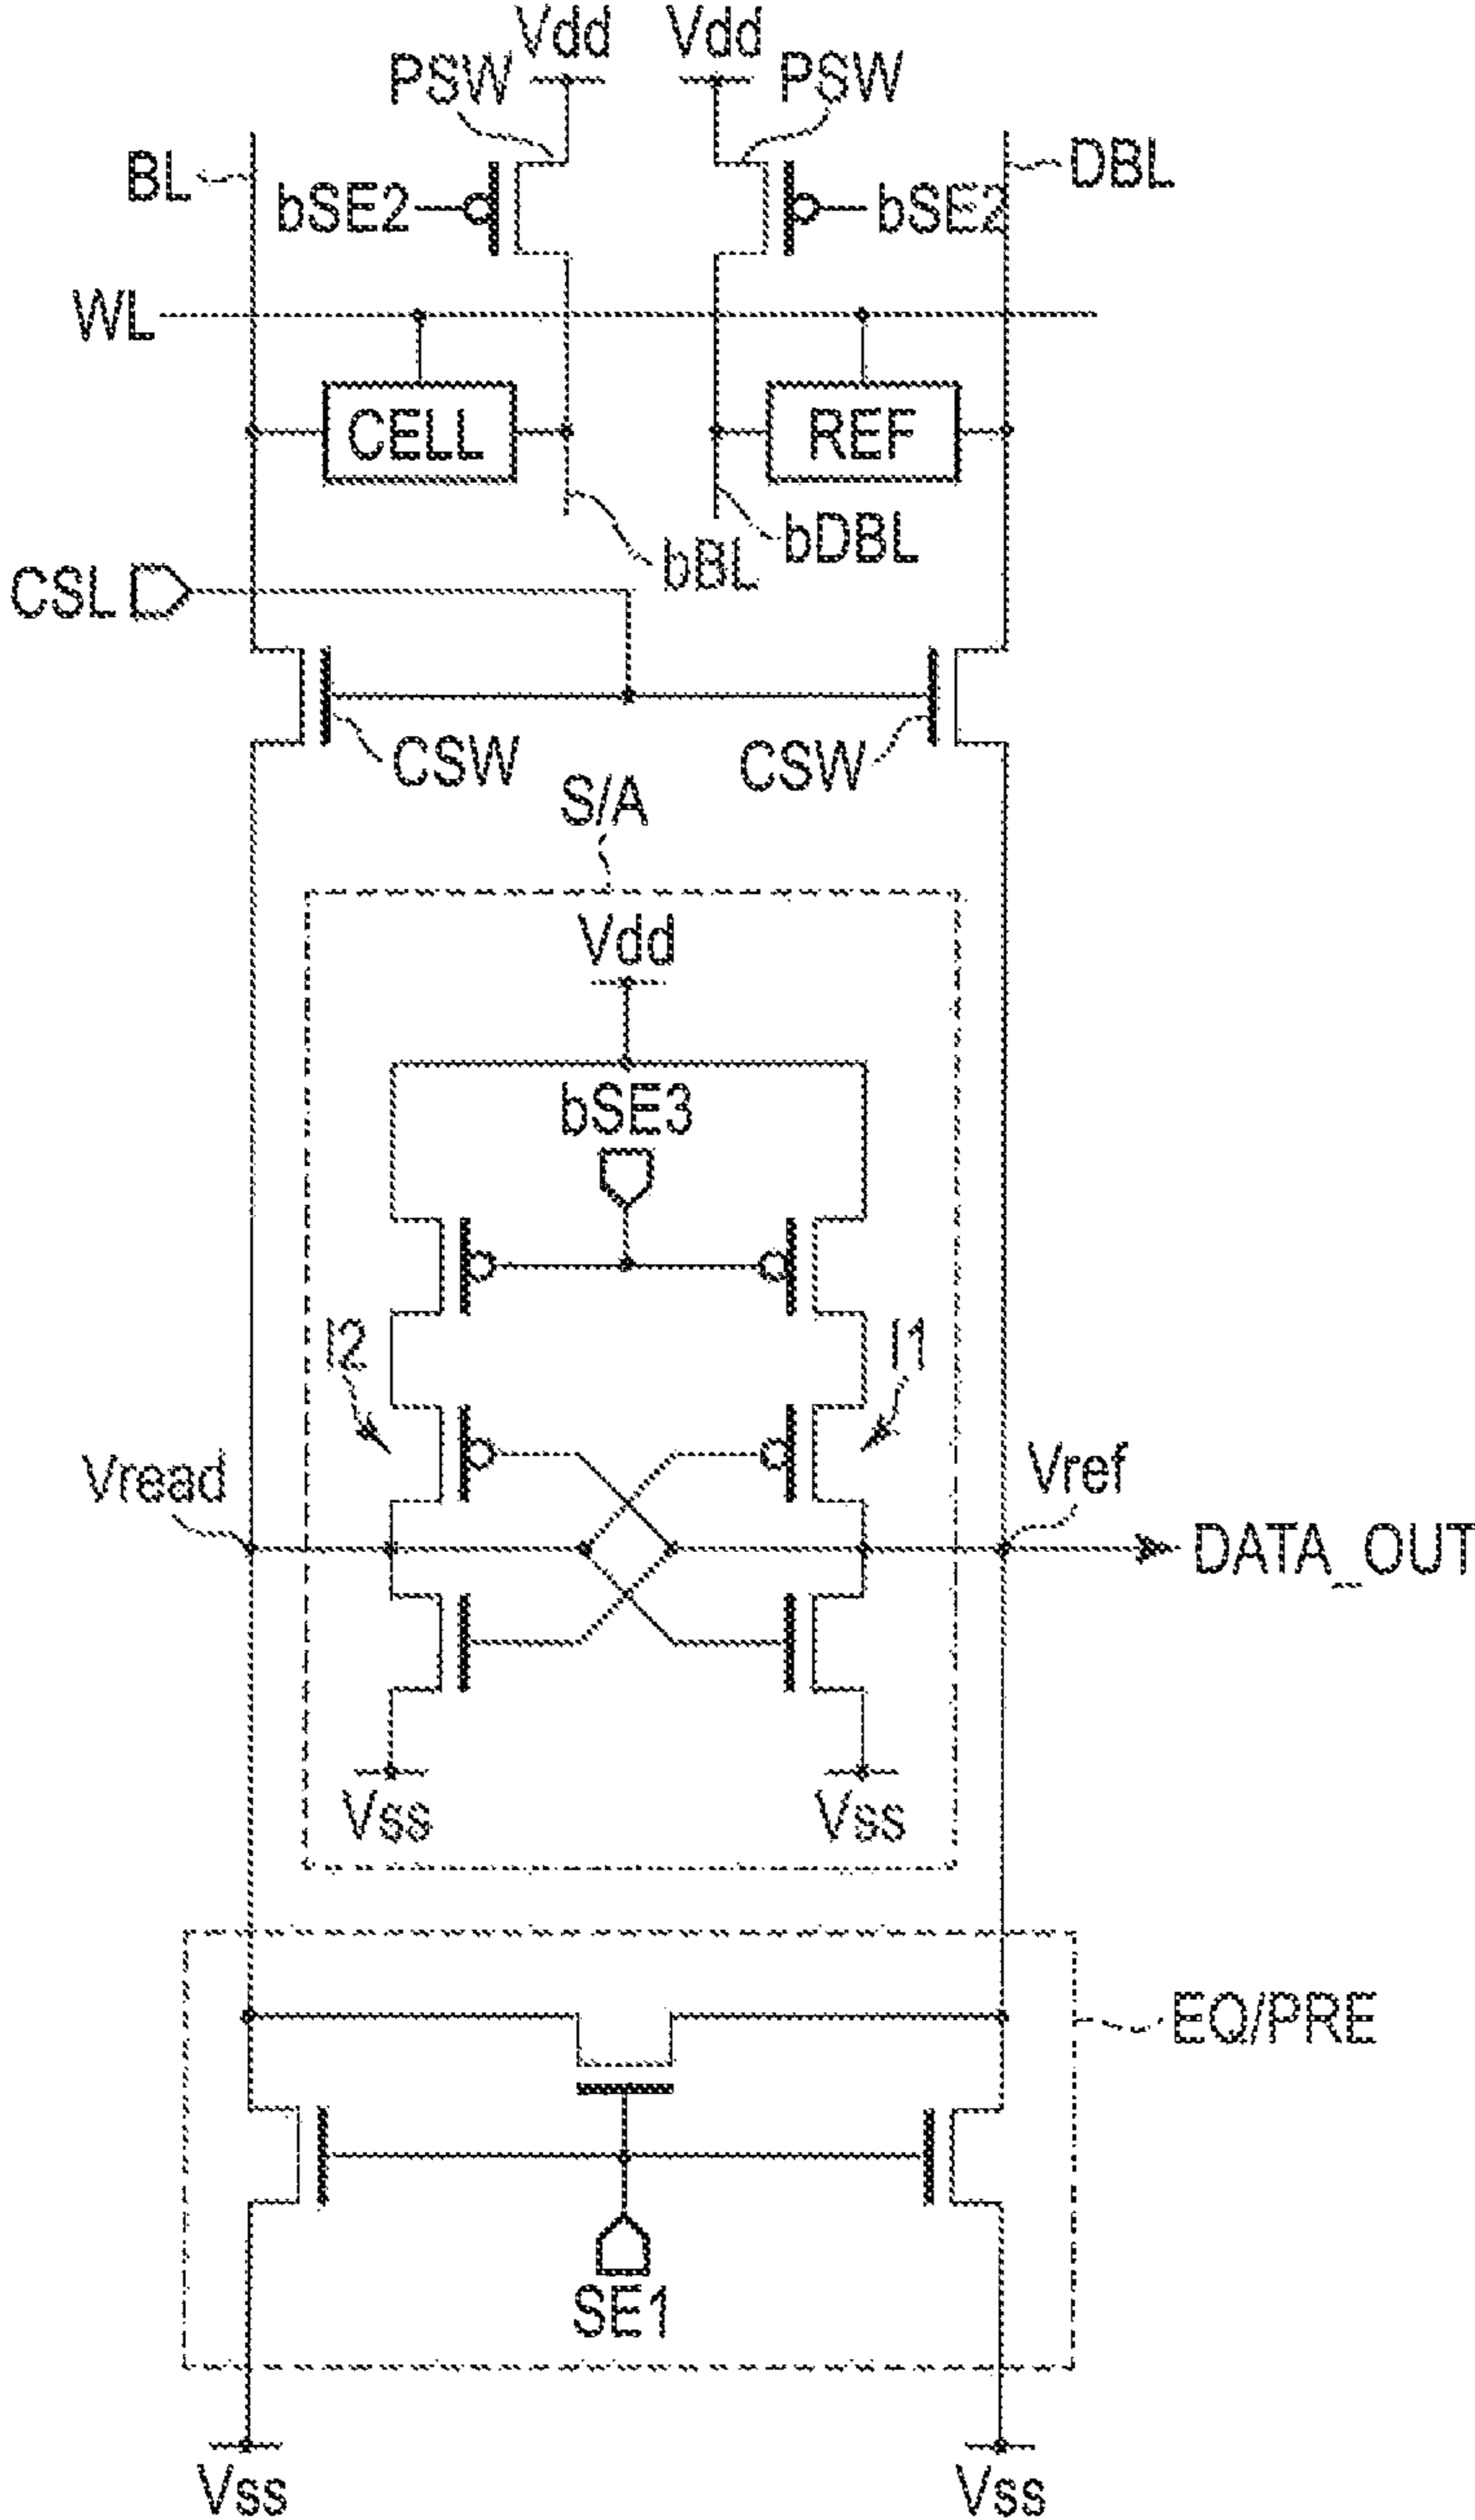 Vdd Vdd
PSW PSW
BL DBL
bSE2 bSE2
WL
CELL REF
bBL bDBL
CSL
CSW CSW
S/A
Vdd
bSE3
I2 I1
Vread Vref
DATA_OUT
Vss Vss
EQ/PRE
SE1
Vss Vss